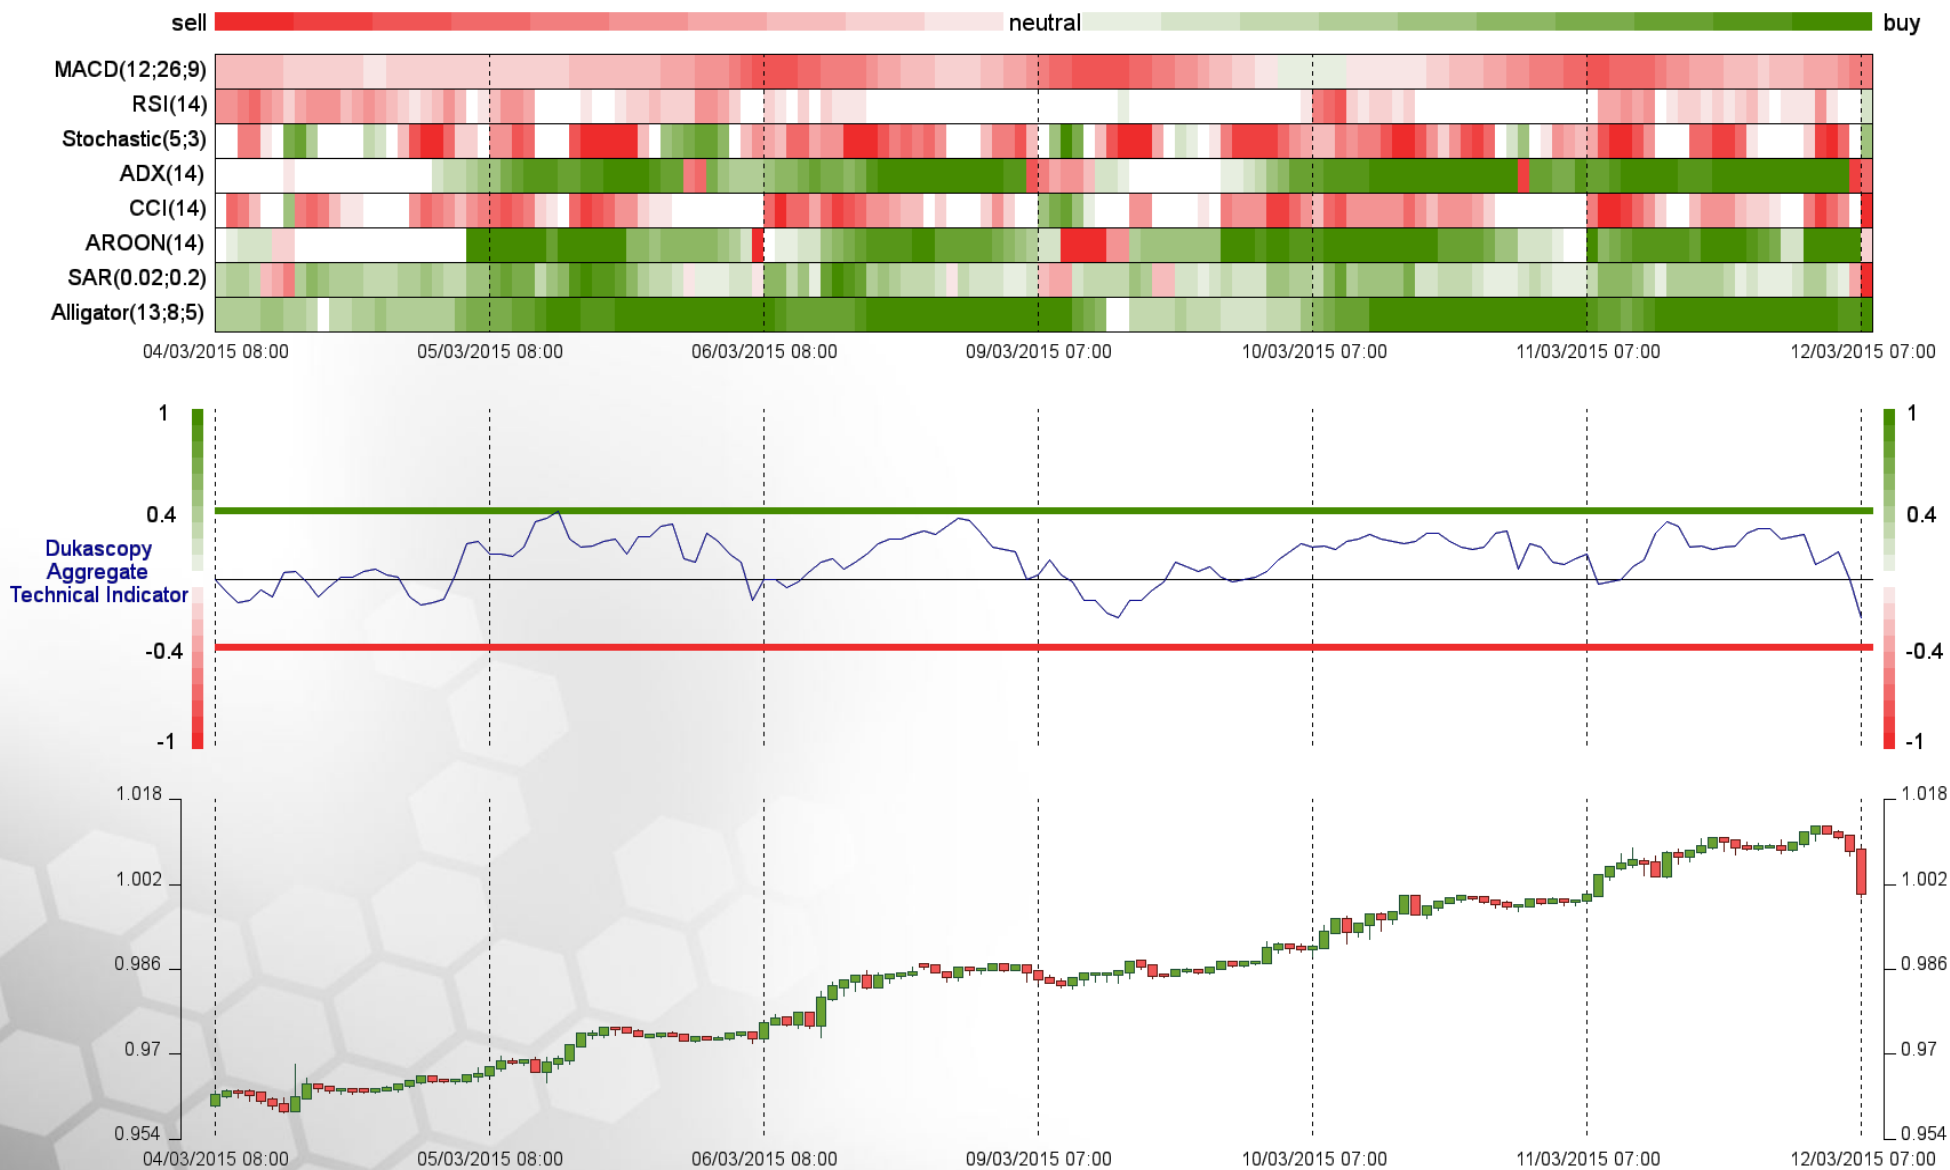 sell neutral buy
MACD(12;26;9)
RSI(14)
Stochastic(5;3)
ADX(14)
CCI(14)
AROON(14)
SAR(0.02;0.2)
Alligator(13;8;5)
04/03/2015 08:00 05/03/2015 08:00 06/03/2015 08:00 09/03/2015 07:00 10/03/2015 07:00 11/03/2015 07:00 12/03/2015 07:00
1 1
0.4 0.4
Dukascopy
Aggregate
Technical Indicator
-0.4 -0.4
-1 -1
1.018 1.018
1.002 1.002
0.986 0.986
0.97 0.97
0.954 0.954
04/03/2015 08:00 05/03/2015 08:00 06/03/2015 08:00 09/03/2015 07:00 10/03/2015 07:00 11/03/2015 07:00 12/03/2015 07:00